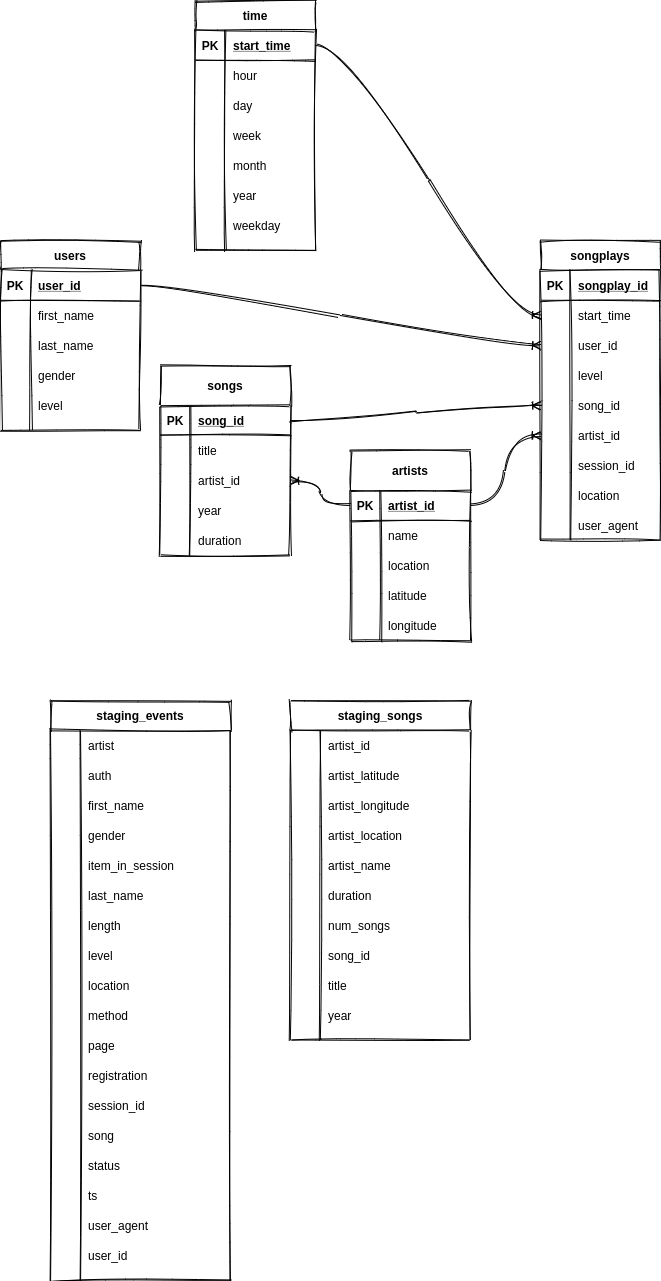 time
PK start_time
hour
day
week
month
year
weekday
users
PK user_id
first_name
last_name
gender
level
songs
PK song_id
title
artist_id
year
duration
artists
PK artist_id
name
location
latitude
longitude
songplays
PK songplay_id
start_time
user_id
level
song_id
artist_id
session_id
location
user_agent
staging_events
artist
auth
first_name
gender
item_in_session
last_name
length
level
location
method
page
registration
session_id
song
status
ts
user_agent
user_id
staging_songs
artist_id
artist_latitude
artist_longitude
artist_location
artist_name
duration
num_songs
song_id
title
year